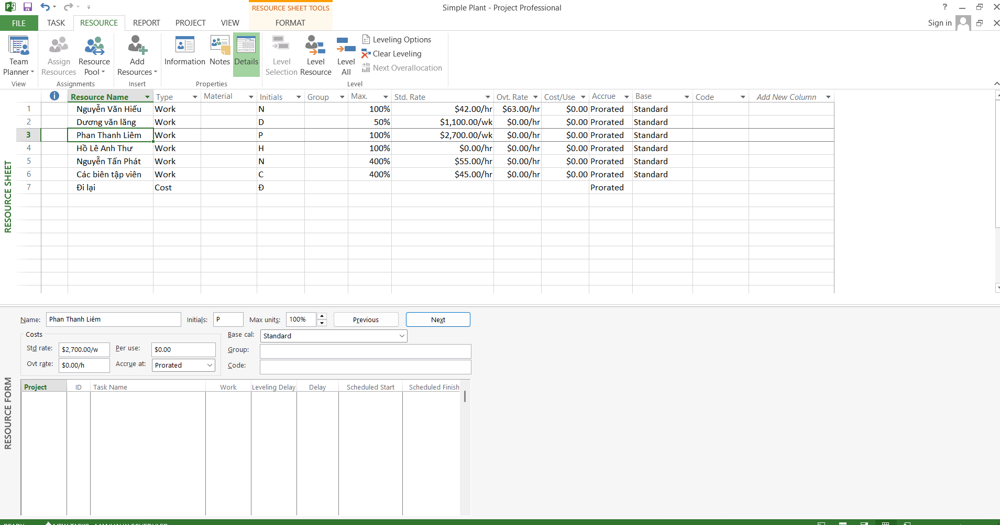 RESOURCE SHEET TOOLS
Simple Plant - Project Professional
?
FILE TASK RESOURCE REPORT PROJECT VIEW FORMAT
Sign in
Team Planner
Assign Resources
Resource Pool
Add Resources
Information
Notes
Details
Level Selection
Level Resource
Level All
Leveling Options
Clear Leveling
Next Overallocation
View Assignments Insert Properties Level
RESOURCE SHEET
Resource Name Type Material Initials Group Max. Std. Rate Ovt. Rate Cost/Use Accrue Base Code Add New Column
1 Nguyễn Văn Hiếu Work N 100% $42.00/hr $63.00/hr $0.00 Prorated Standard
2 Dương văn lăng Work D 50% $1,100.00/wk $0.00/hr $0.00 Prorated Standard
3 Phan Thanh Liêm Work P 100% $2,700.00/wk $0.00/hr $0.00 Prorated Standard
4 Hồ Lê Anh Thư Work H 100% $0.00/hr $0.00/hr $0.00 Prorated Standard
5 Nguyễn Tấn Phát Work N 400% $55.00/hr $0.00/hr $0.00 Prorated Standard
6 Các biên tập viên Work C 400% $45.00/hr $0.00/hr $0.00 Prorated Standard
7 Đi lại Cost Đ Prorated
RESOURCE FORM
Name: Phan Thanh Liêm Initials: P Max units: 100% Previous Next
Costs
Base cal: Standard
Std rate: $2,700.00/w Per use: $0.00
Group:
Ovt rate: $0.00/h Accrue at: Prorated
Code:
Project ID Task Name Work Leveling Delay Delay Scheduled Start Scheduled Finish
READY NEW TASKS : MANUALLY SCHEDULED